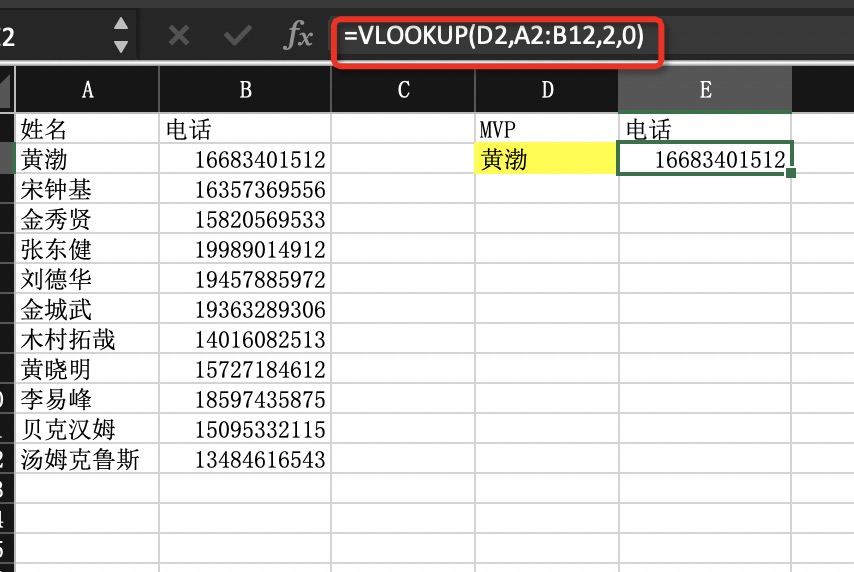 2 fx =VLOOKUP(D2,A2:B12,2,0)
A B C D E
姓名 电话 MVP 电话
黄渤 16683401512 黄渤 16683401512
宋钟基 16357369556
金秀贤 15820569533
张东健 19989014912
刘德华 19457885972
金城武 19363289306
木村拓哉 14016082513
黄晓明 15727184612
李易峰 18597435875
贝克汉姆 15095332115
汤姆克鲁斯 13484616543